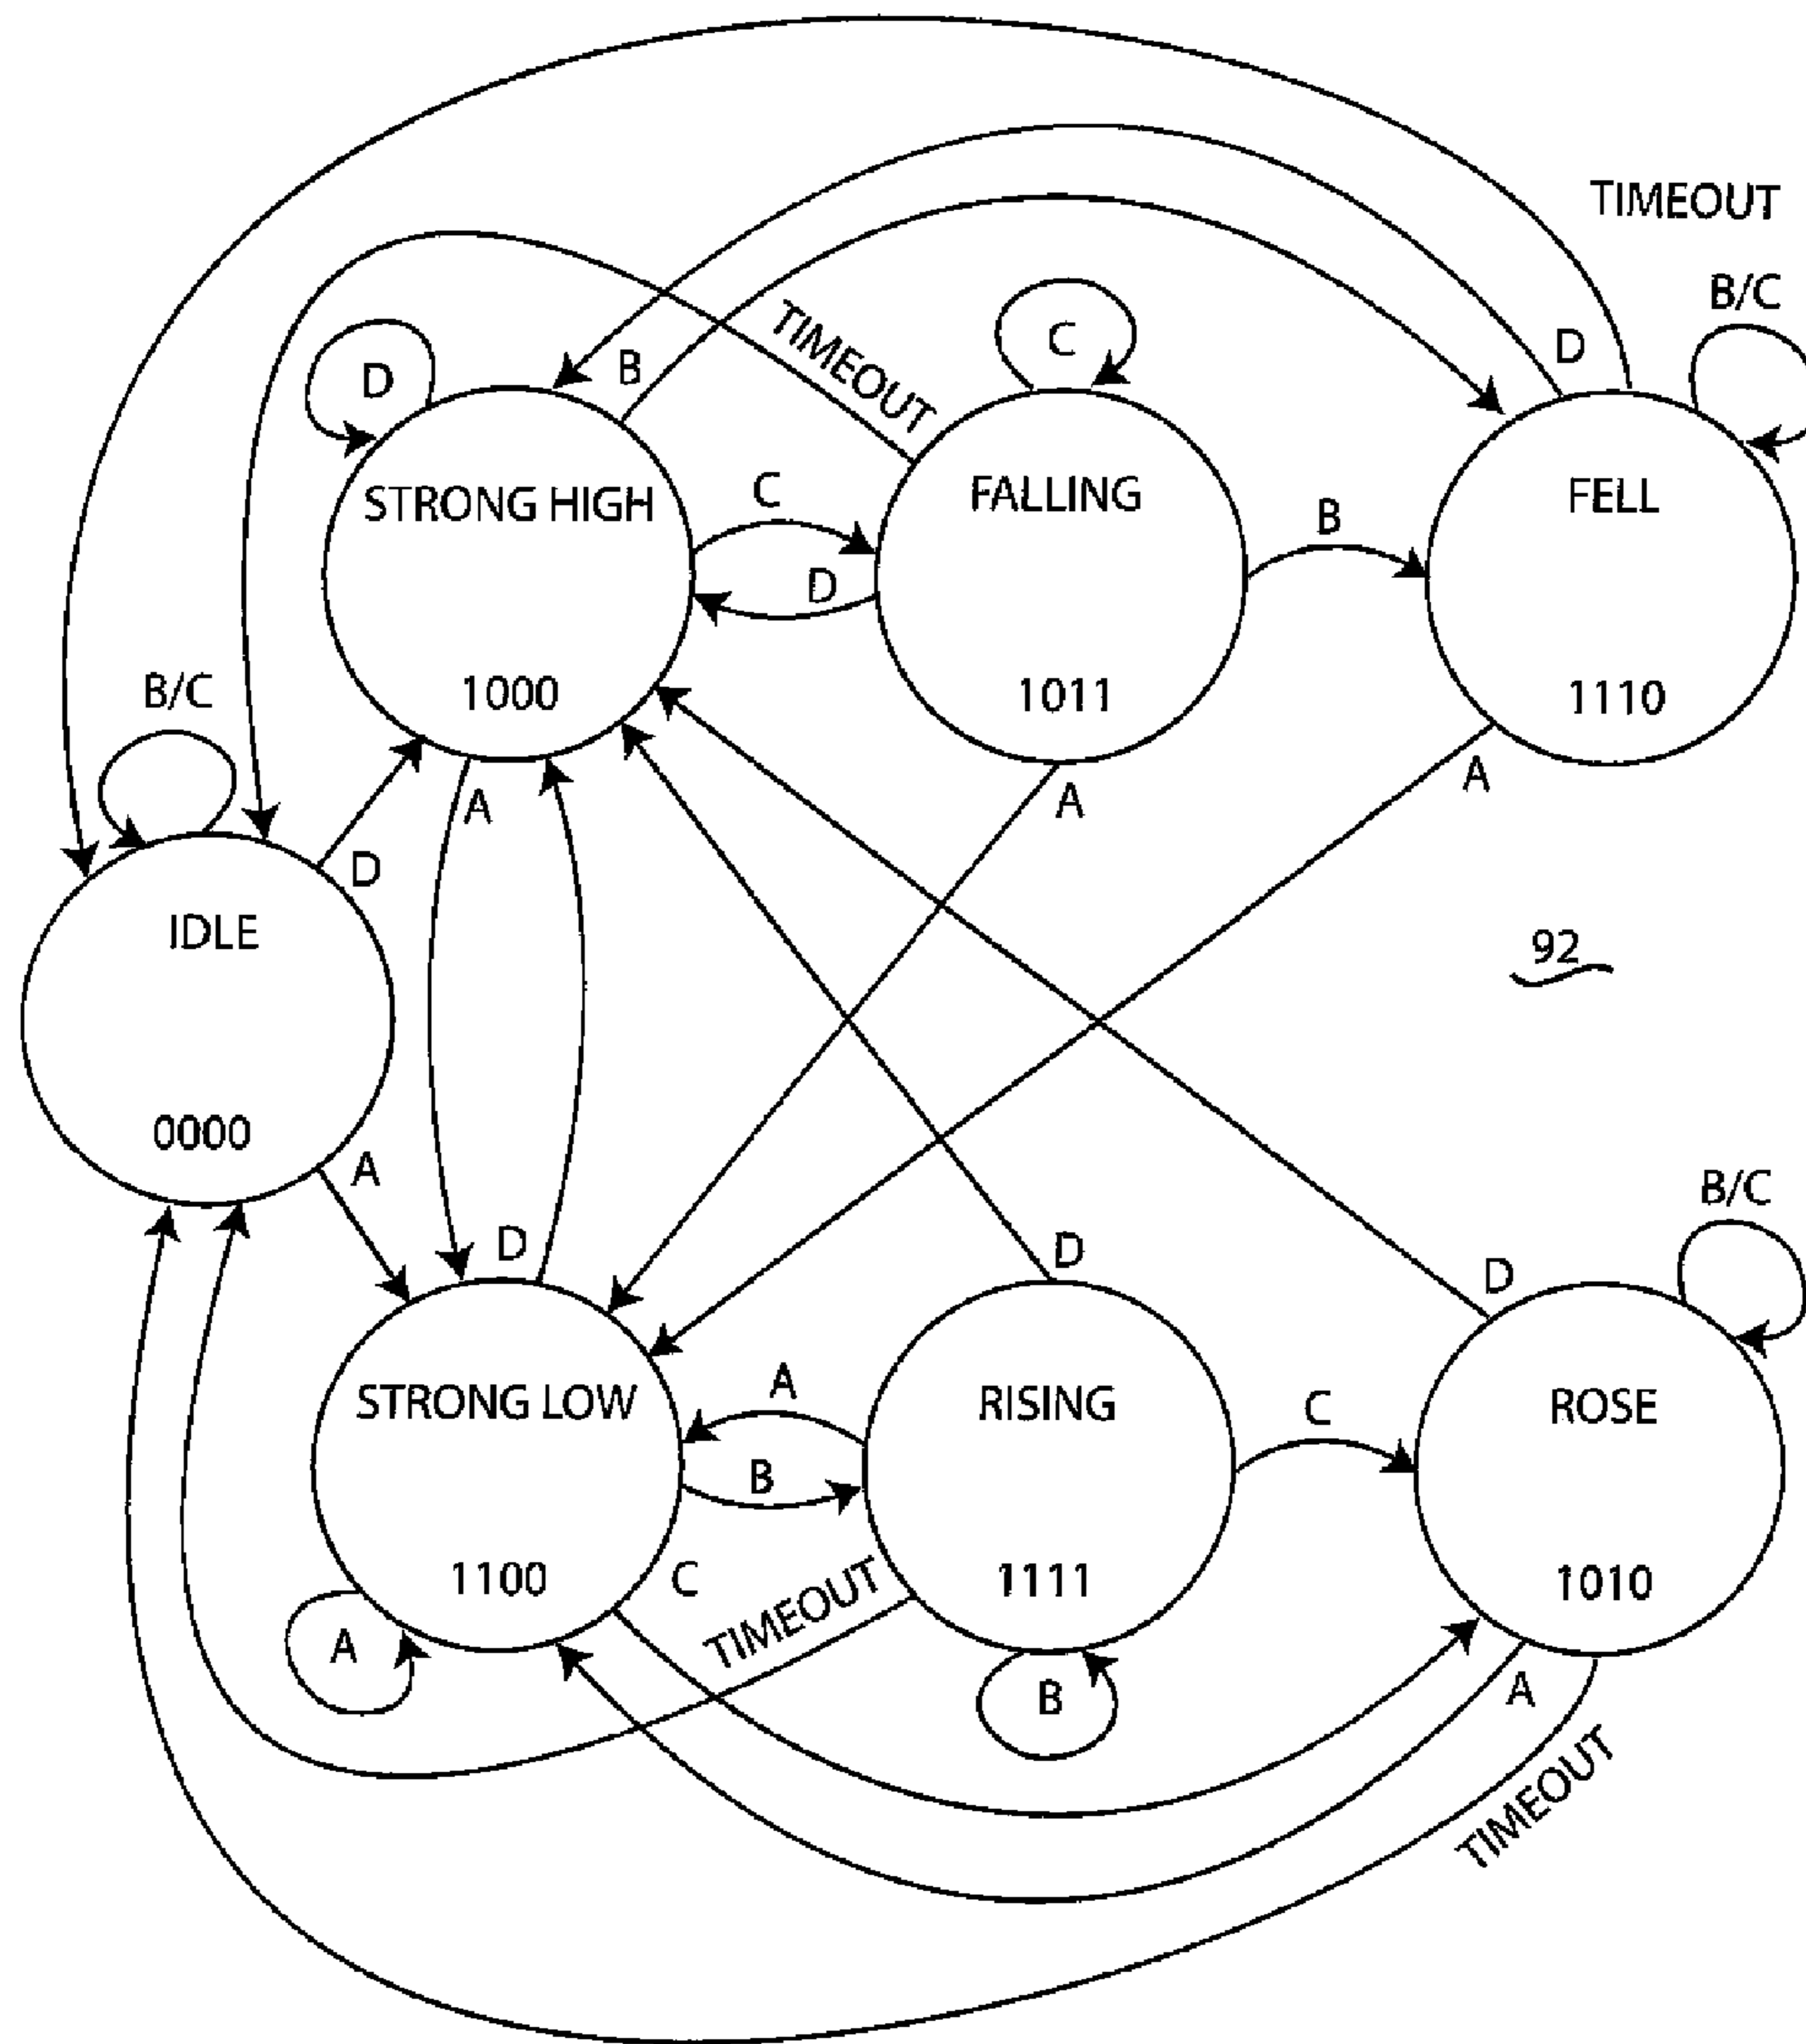 TIMEOUT
B/C
D
B
TIMEOUT
C
D
STRONG HIGH
C
FALLING
B
FELL
D
1000
1011
1110
B/C
A
A
A
D
IDLE
92
0000
A
D
D
D
B/C
STRONG LOW
A
RISING
C
ROSE
B
1100
C
TIMEOUT
1111
1010
A
B
A
TIMEOUT